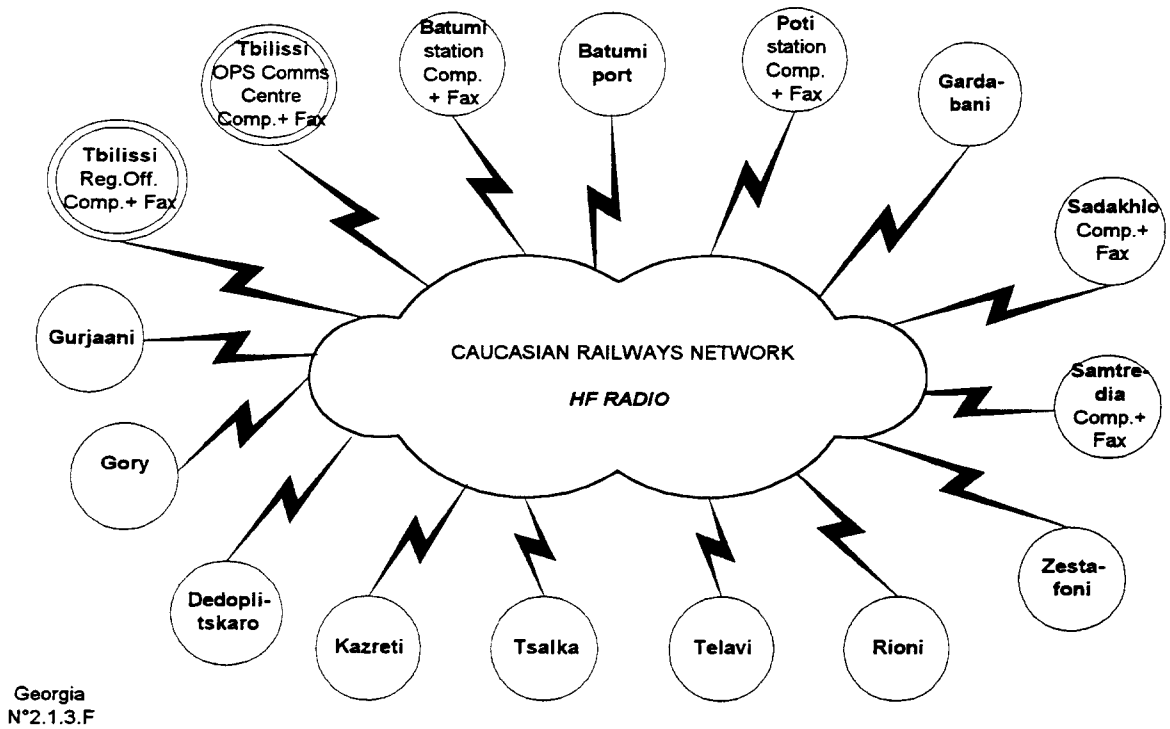 Tbilissi
OPS Comms
Centre
Comp.+ Fax
Batumi
station
Comp.
+ Fax
Batumi
port
Poti
station
Comp.
+ Fax
Garda-
bani
Tbilissi
Reg.Off.
Comp.+ Fax
Sadakhlo
Comp.+
Fax
Gurjaani
CAUCASIAN RAILWAYS NETWORK
HF RADIO
Samtre-
dia
Comp.+
Fax
Gory
Dedopli-
tskaro
Kazreti
Tsalka
Telavi
Rioni
Zesta-
foni
Georgia
N°2.1.3.F